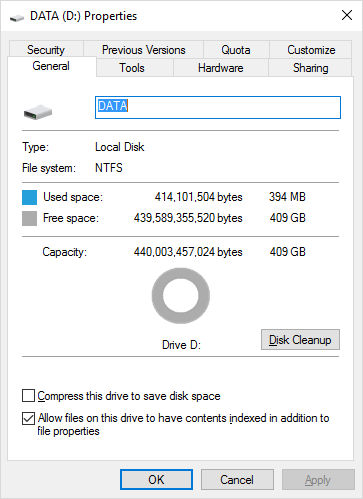 DATA (D:) Properties
Security Previous Versions Quota Customize
General Tools Hardware Sharing
DATA
Type: Local Disk
File system: NTFS
Used space: 414,101,504 bytes 394 MB
Free space: 439,589,355,520 bytes 409 GB
Capacity: 440,003,457,024 bytes 409 GB
Drive D: Disk Cleanup
Compress this drive to save disk space
Allow files on this drive to have contents indexed in addition to
file properties
OK Cancel Apply